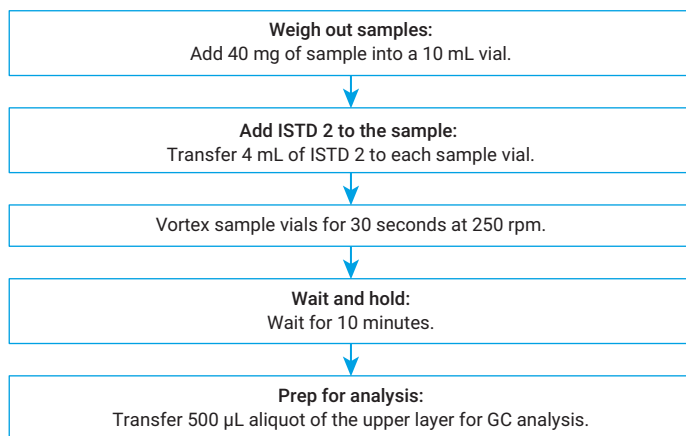 Weigh out samples:
Add 40 mg of sample into a 10 mL vial.
Add ISTD 2 to the sample:
Transfer 4 mL of ISTD 2 to each sample vial.
Vortex sample vials for 30 seconds at 250 rpm.
Wait and hold:
Wait for 10 minutes.
Prep for analysis:
Transfer 500 µL aliquot of the upper layer for GC analysis.